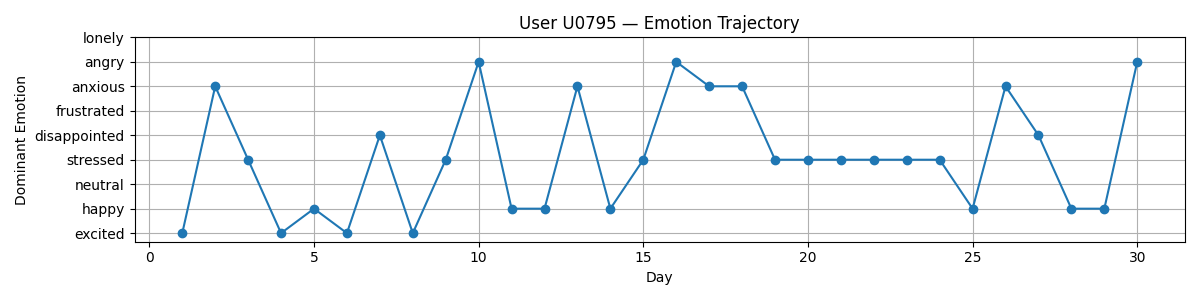 User U0795 — Emotion Trajectory
Dominant Emotion
lonely
angry
anxious
frustrated
disappointed
stressed
neutral
happy
excited
0 5 10 15 20 25 30
Day